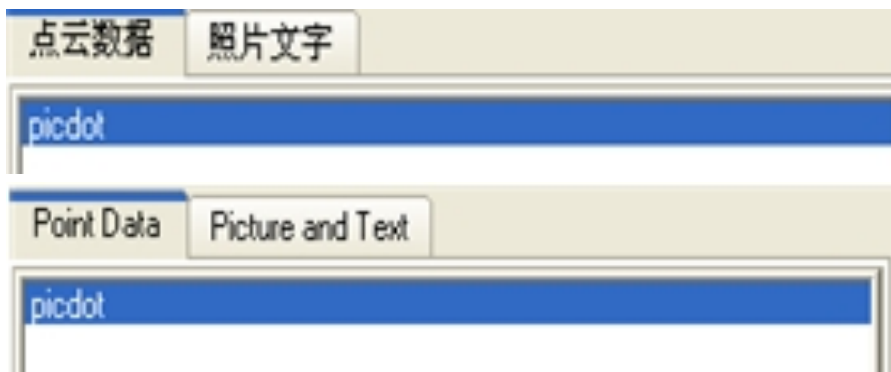 点云数据 照片文字
picdot
Point Data Picture and Text
picdot